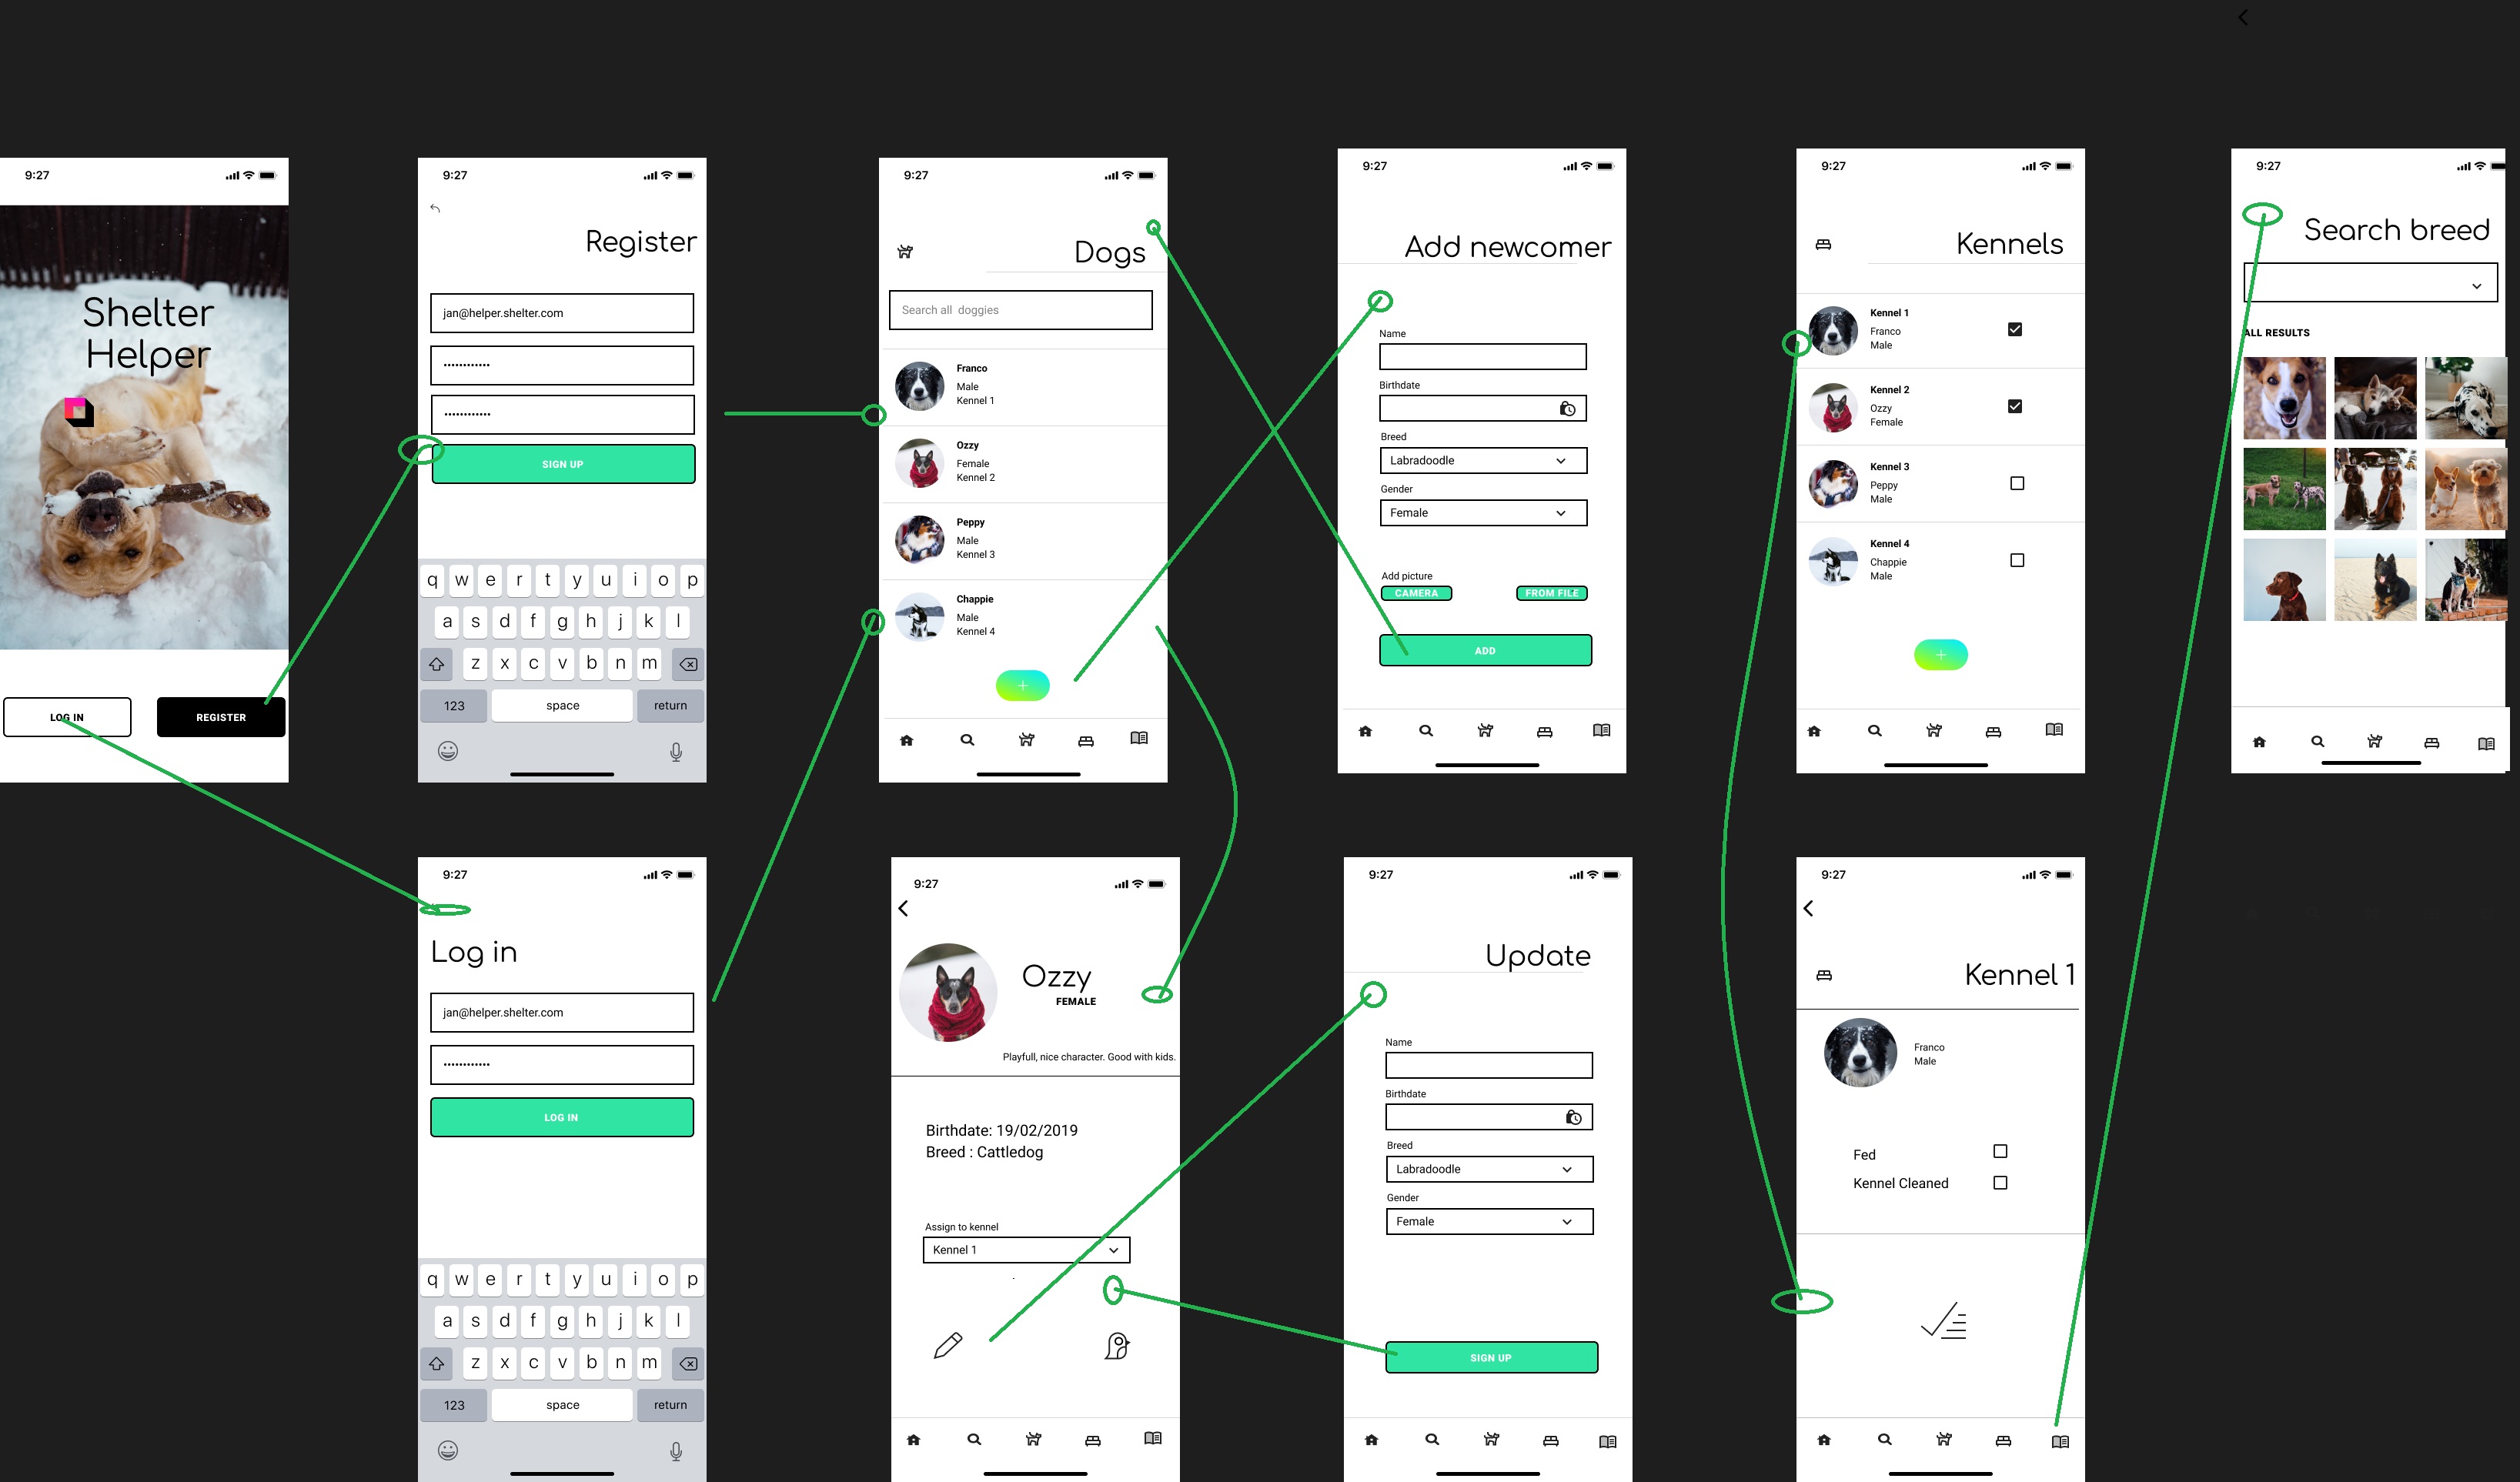 9:27
Shelter
Helper
LOG IN
REGISTER
9:27
Register
jan@helper.shelter.com
••••••••••••
••••••••••••
SIGN UP
q w e r t y u i o p
a s d f g h j k l
z x c v b n m
123 space return
9:27
Dogs
Search all doggies
Franco
Male
Kennel 1
Ozzy
Female
Kennel 2
Peppy
Male
Kennel 3
Chappie
Male
Kennel 4
+
9:27
Add newcomer
Name
Birthdate
Breed
Labradoodle
Gender
Female
Add picture
CAMERA
FROM FILE
ADD
9:27
Kennels
Kennel 1
Franco
Male
Kennel 2
Ozzy
Female
Kennel 3
Peppy
Male
Kennel 4
Chappie
Male
+
9:27
Search breed
ALL RESULTS
9:27
Log in
jan@helper.shelter.com
••••••••••••
LOG IN
q w e r t y u i o p
a s d f g h j k l
z x c v b n m
123 space return
9:27
Ozzy
FEMALE
Playfull, nice character. Good with kids.
Birthdate: 19/02/2019
Breed : Cattledog
Assign to kennel
Kennel 1
9:27
Update
Name
Birthdate
Breed
Labradoodle
Gender
Female
SIGN UP
9:27
Kennel 1
Franco
Male
Fed
Kennel Cleaned